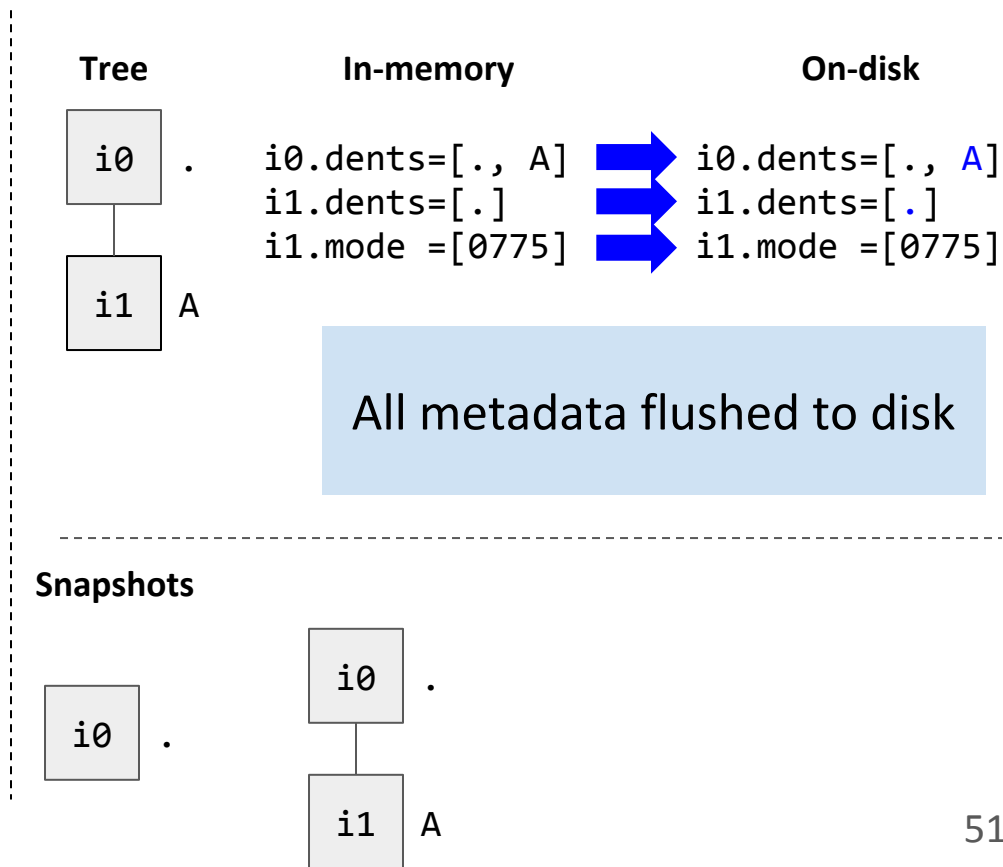 Tree In-memory On-disk
i0 . i0.dents=[., A] i0.dents=[., A]
i1.dents=[.] i1.dents=[.]
i1.mode =[0775] i1.mode =[0775]
i1 A
All metadata flushed to disk
Snapshots
i0 .
i0 .
i1 A
51